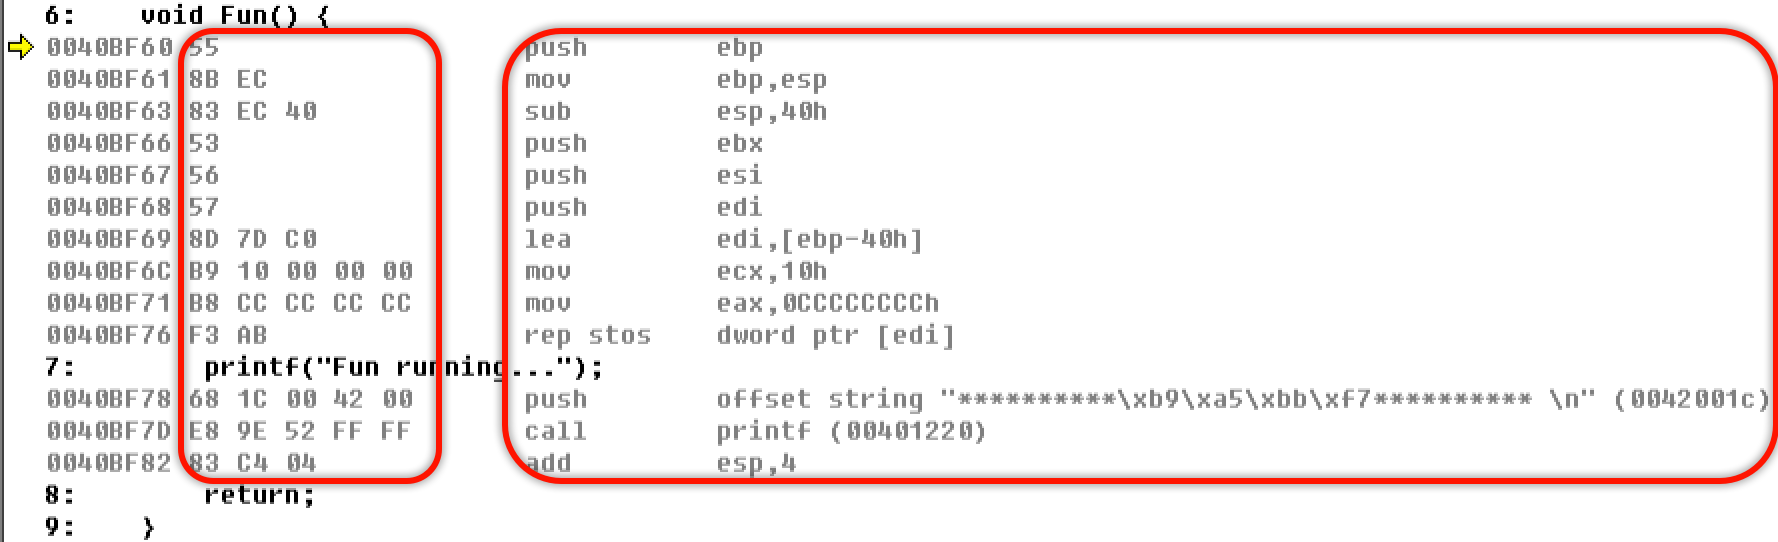 6: void Fun() {
0040BF60 55 push ebp
0040BF61 8B EC mov ebp,esp
0040BF63 83 EC 40 sub esp,40h
0040BF66 53 push ebx
0040BF67 56 push esi
0040BF68 57 push edi
0040BF69 8D 7D C0 lea edi,[ebp-40h]
0040BF6C B9 10 00 00 00 mov ecx,10h
0040BF71 B8 CC CC CC CC mov eax,0CCCCCCCCh
0040BF76 F3 AB rep stos dword ptr [edi]
7: printf("Fun running...");
0040BF78 68 1C 00 42 00 push offset string "**********\xb9\xa5\xbb\xf7********** \n" (0042001c)
0040BF7D E8 9E 52 FF FF call printf (00401220)
0040BF82 83 C4 04 add esp,4
8: return;
9: }